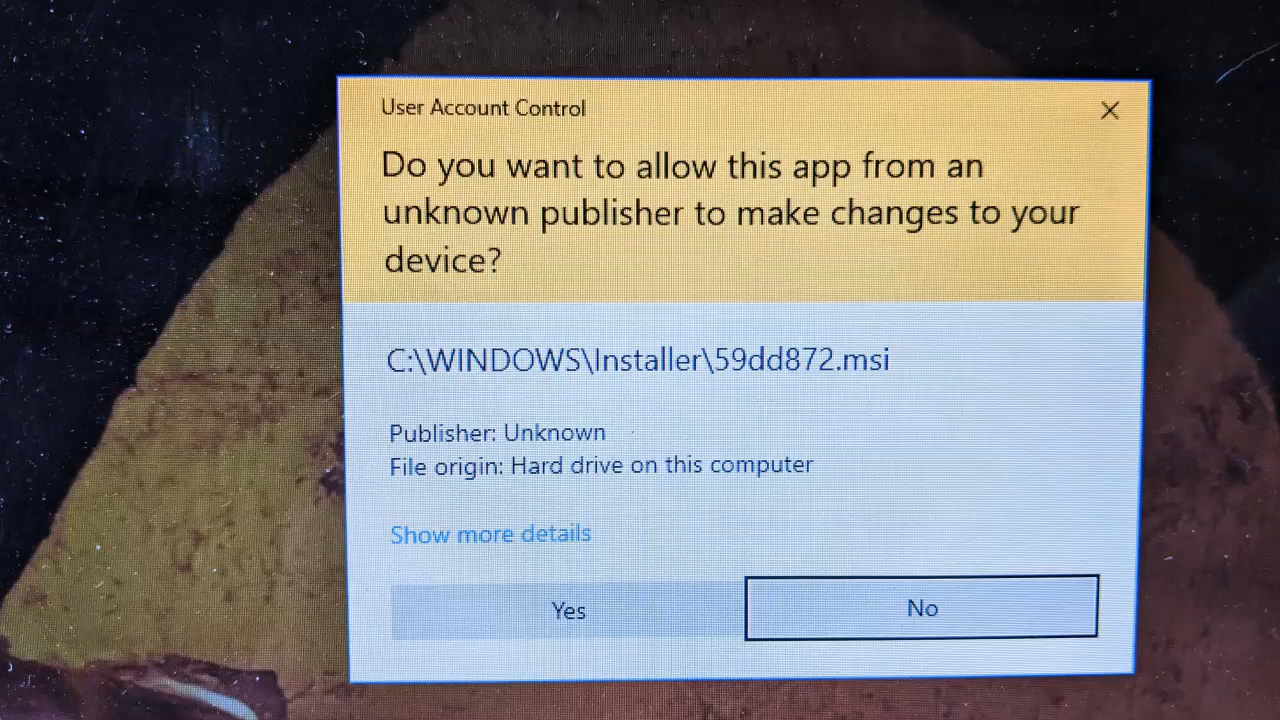 User Account Control
Do you want to allow this app from an
unknown publisher to make changes to your
device?
C:\WINDOWS\Installer\59dd872.msi
Publisher: Unknown
File origin: Hard drive on this computer
Show more details
Yes
No